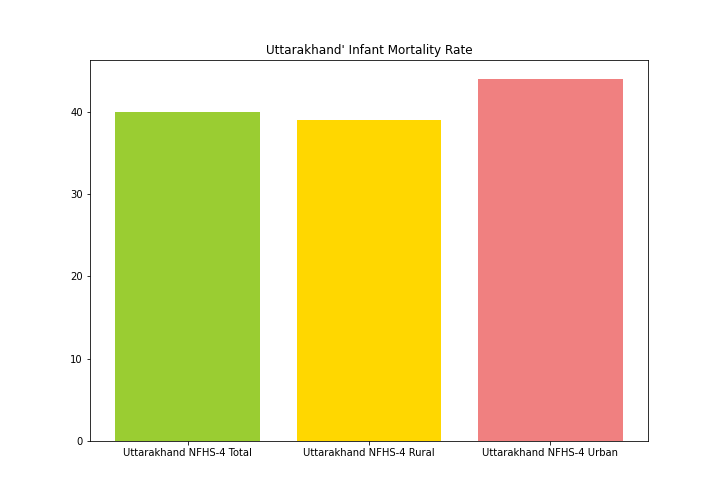 Uttarakhand' Infant Mortality Rate
40
30
20
10
0
Uttarakhand NFHS-4 Total
Uttarakhand NFHS-4 Rural
Uttarakhand NFHS-4 Urban